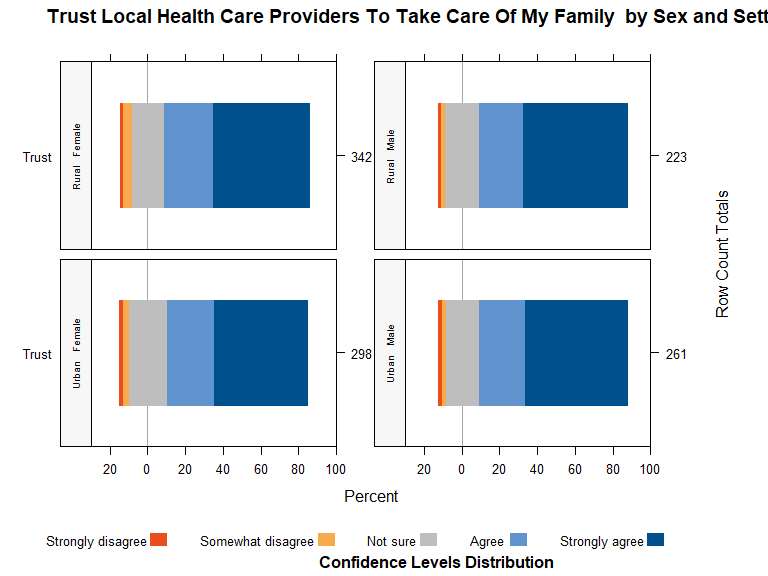 Trust Local Health Care Providers To Take Care Of My Family by Sex and Sett
Trust
Rural Female
342
Rural Male
223
Trust
Urban Female
298
Urban Male
261
Row Count Totals
20 0 20 40 60 80 100
20 0 20 40 60 80 100
Percent
Strongly disagree Somewhat disagree Not sure Agree Strongly agree
Confidence Levels Distribution